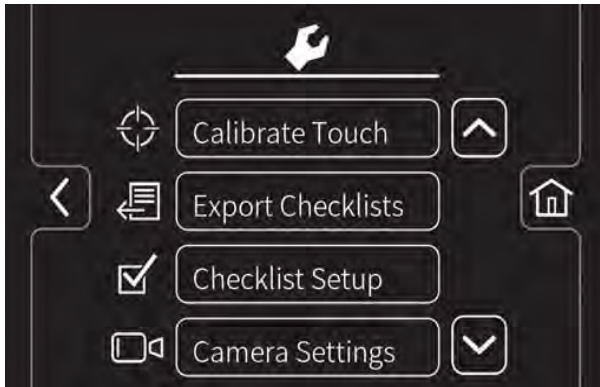 Calibrate Touch
Export Checklists
Checklist Setup
Camera Settings